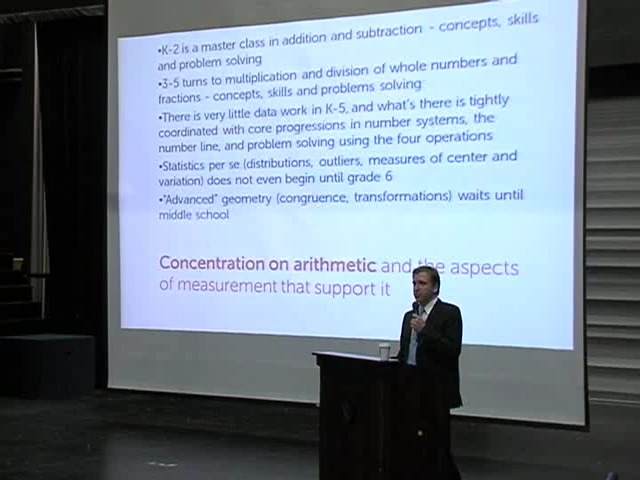 •K-2 is a master class in addition and subtraction - concepts, skills
and problem solving
•3-5 turns to multiplication and division of whole numbers and
fractions - concepts, skills and problems solving
•There is very little data work in K-5, and what's there is tightly
coordinated with core progressions in number systems, the
number line, and problem solving using the four operations
•Statistics per se (distributions, outliers, measures of center and
variation) does not even begin until grade 6
•"Advanced" geometry (congruence, transformations) waits until
middle school
Concentration on arithmetic and the aspects
of measurement that support it